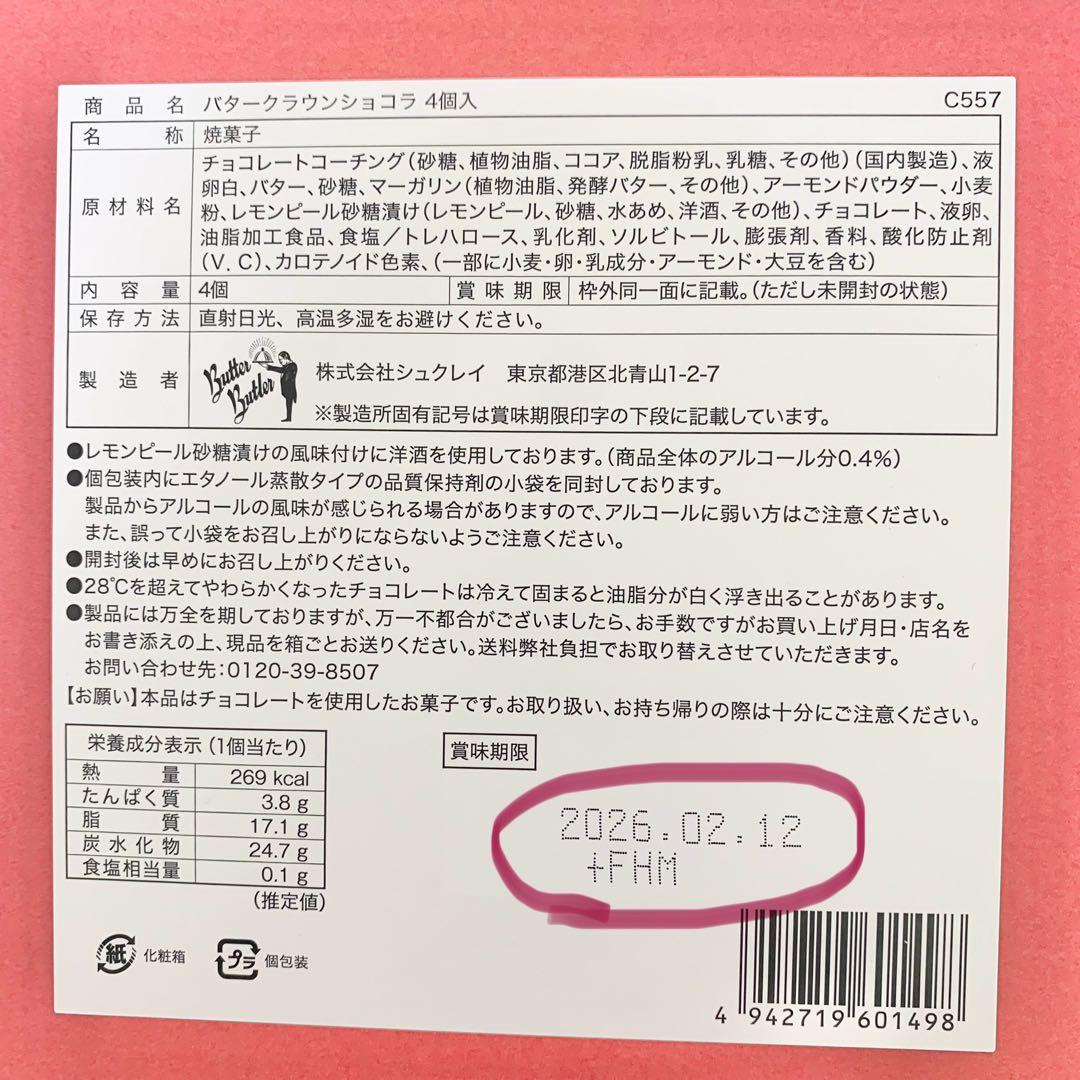 商品名 バタークラウンショコラ 4個入 C557
名称 焼菓子
原材料名 チョコレートコーチング(砂糖、植物油脂、ココア、脱脂粉乳、乳糖、その他)(国内製造)、液
卵白、バター、砂糖、マーガリン(植物油脂、発酵バター、その他)、アーモンドパウダー、小麦
粉、レモンピール砂糖漬け(レモンピール、砂糖、水あめ、洋酒、その他)、チョコレート、液卵、
油脂加工食品、食塩/トレハロース、乳化剤、ソルビトール、膨張剤、香料、酸化防止剤
(V.C)、カロテノイド色素、(一部に小麦・卵・乳成分・アーモンド・大豆を含む)
内容量 4個 賞味期限 枠外同一面に記載。(ただし未開封の状態)
保存方法 直射日光、高温多湿をお避けください。
製造者 Butter Butler 株式会社シュクレイ 東京都港区北青山1-2-7
※製造所固有記号は賞味期限印字の下段に記載しています。
●レモンピール砂糖漬けの風味付けに洋酒を使用しております。(商品全体のアルコール分0.4%)
●個包装内にエタノール蒸散タイプの品質保持剤の小袋を同封しております。
製品からアルコールの風味が感じられる場合がありますので、アルコールに弱い方はご注意ください。
また、誤って小袋をお召し上がりにならないようご注意ください。
●開封後は早めにお召し上がりください。
●28℃を超えてやわらかくなったチョコレートは冷えて固まると油脂分が白く浮き出ることがあります。
●製品には万全を期しておりますが、万一不都合がございましたら、お手数ですがお買い上げ月日・店名を
お書き添えの上、現品を箱ごとお送りください。送料弊社負担でお取り替えさせていただきます。
お問い合わせ先:0120-39-8507
【お願い】本品はチョコレートを使用したお菓子です。お取り扱い、お持ち帰りの際は十分にご注意ください。
栄養成分表示(1個当たり)
熱量 269 kcal
たんぱく質 3.8 g
脂質 17.1 g
炭水化物 24.7 g
食塩相当量 0.1 g
(推定値)
賞味期限
2026.02.12
+FHM
紙 化粧箱 プラ 個包装
4 942719 601498